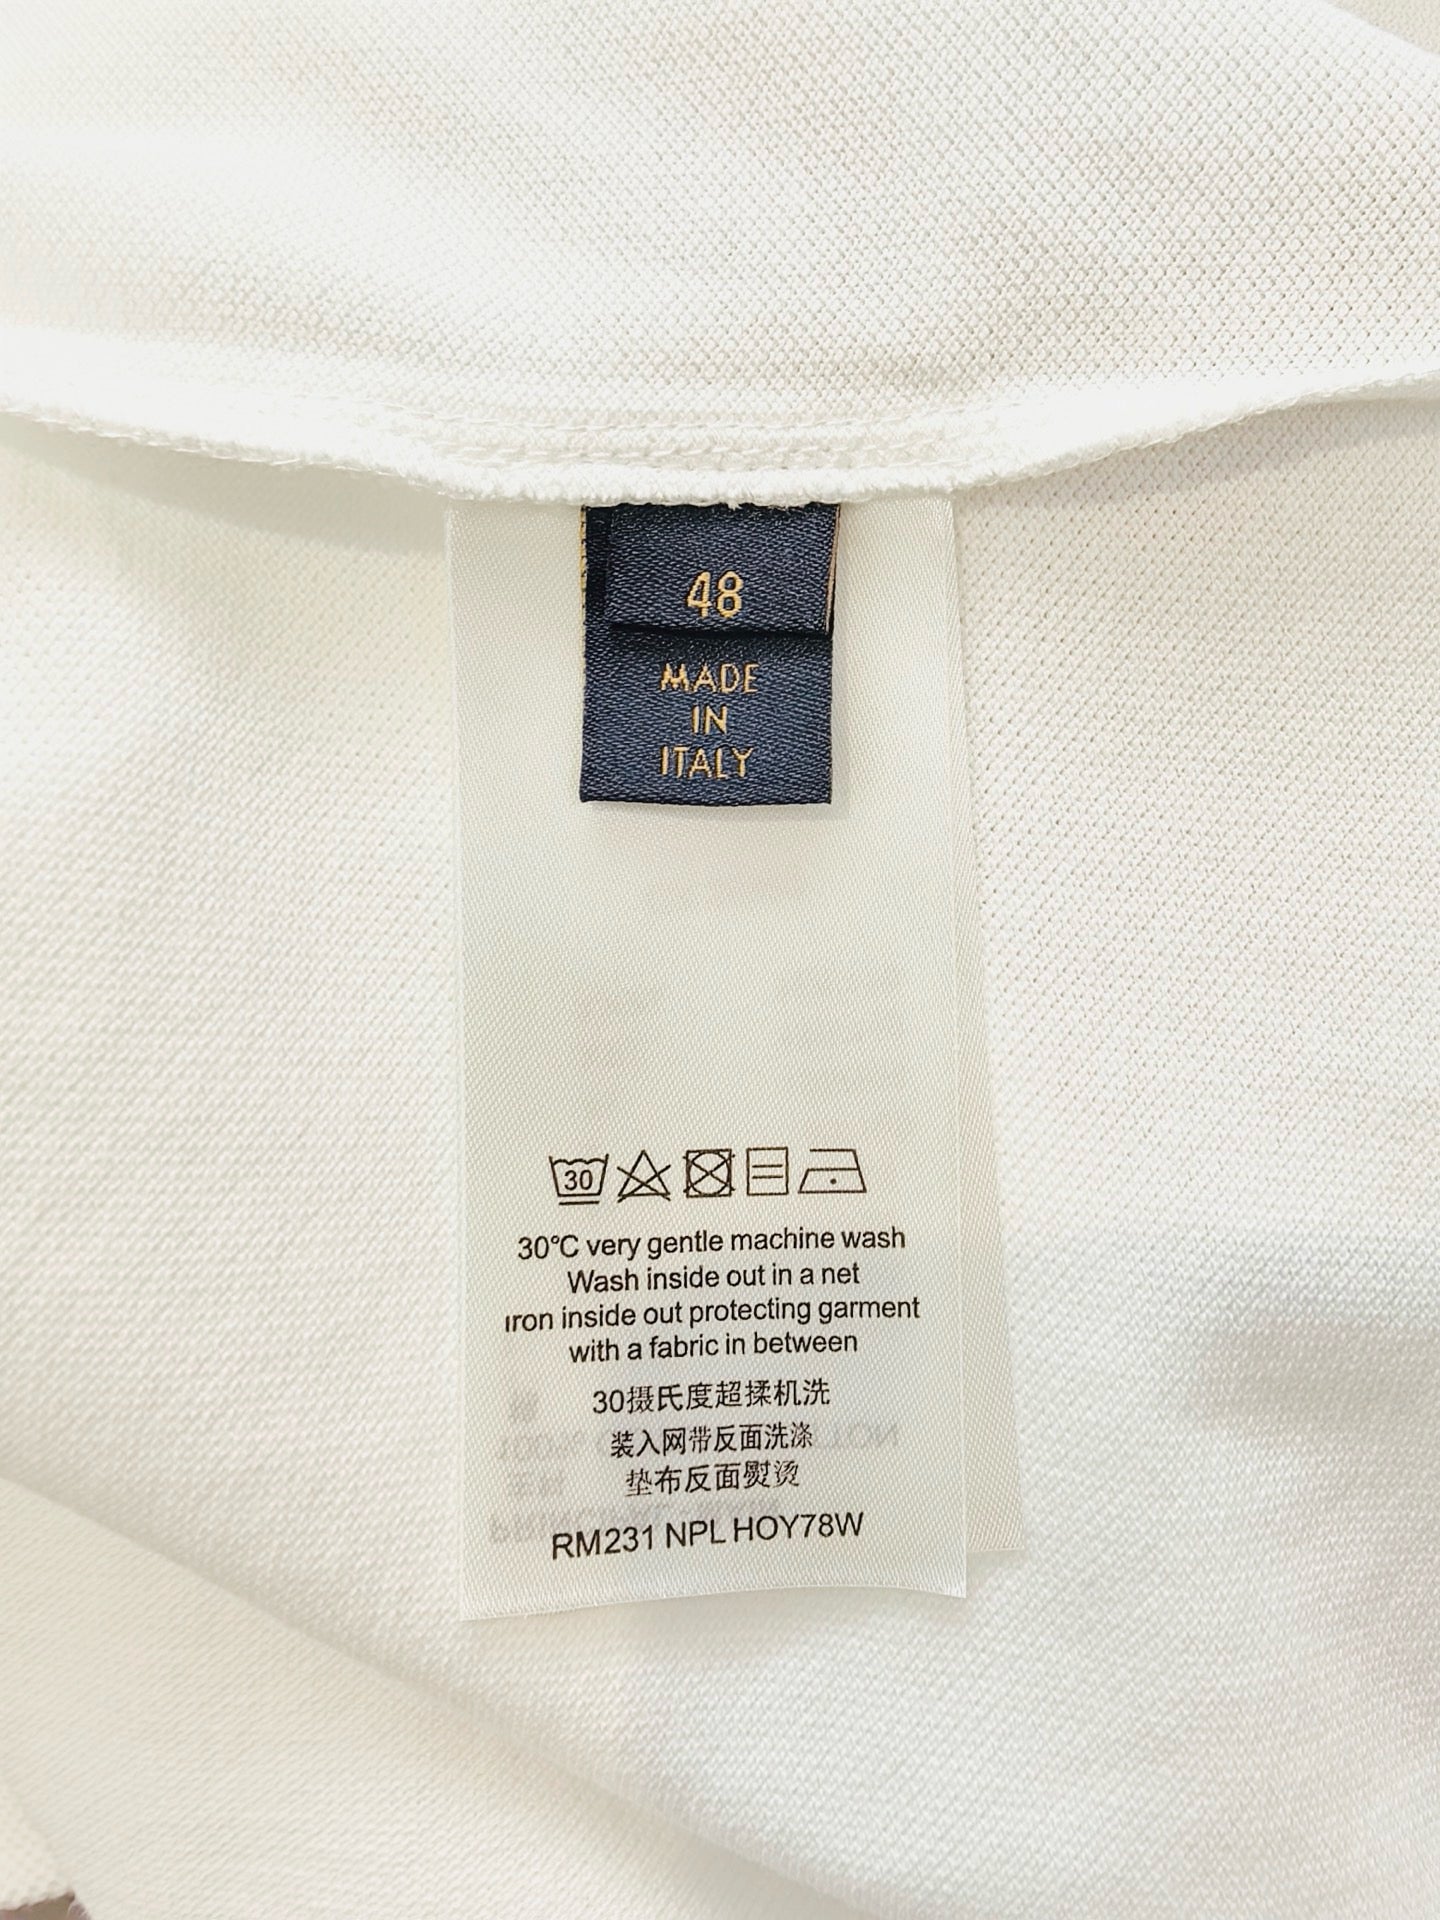 48
MADE
IN
ITALY
30
30°C very gentle machine wash
Wash inside out in a net
ıron inside out protecting garment
with a fabric in between
30摄氏度超揉机洗
装入网带反面洗涤
垫布反面熨烫
RM231 NPL HOY78W